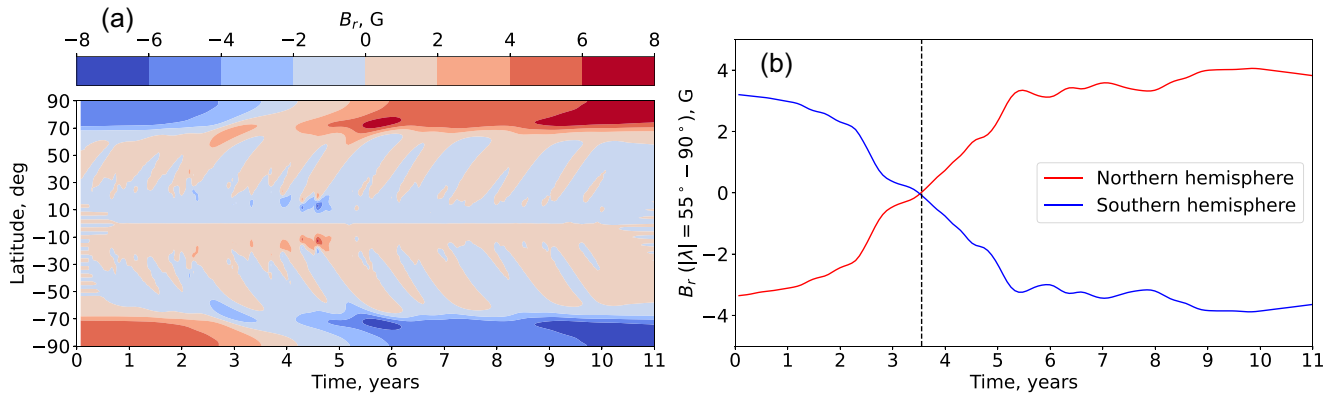 (a)
B_r, G
−8 −6 −4 −2 0 2 4 6 8
90
70
50
30
10
−10
−30
−50
−70
−90
Latitude, deg
0 1 2 3 4 5 6 7 8 9 10 11
Time, years
(b)
4
2
0
−2
−4
B_r (|λ| = 55° − 90°), G
Northern hemisphere
Southern hemisphere
0 1 2 3 4 5 6 7 8 9 10 11
Time, years